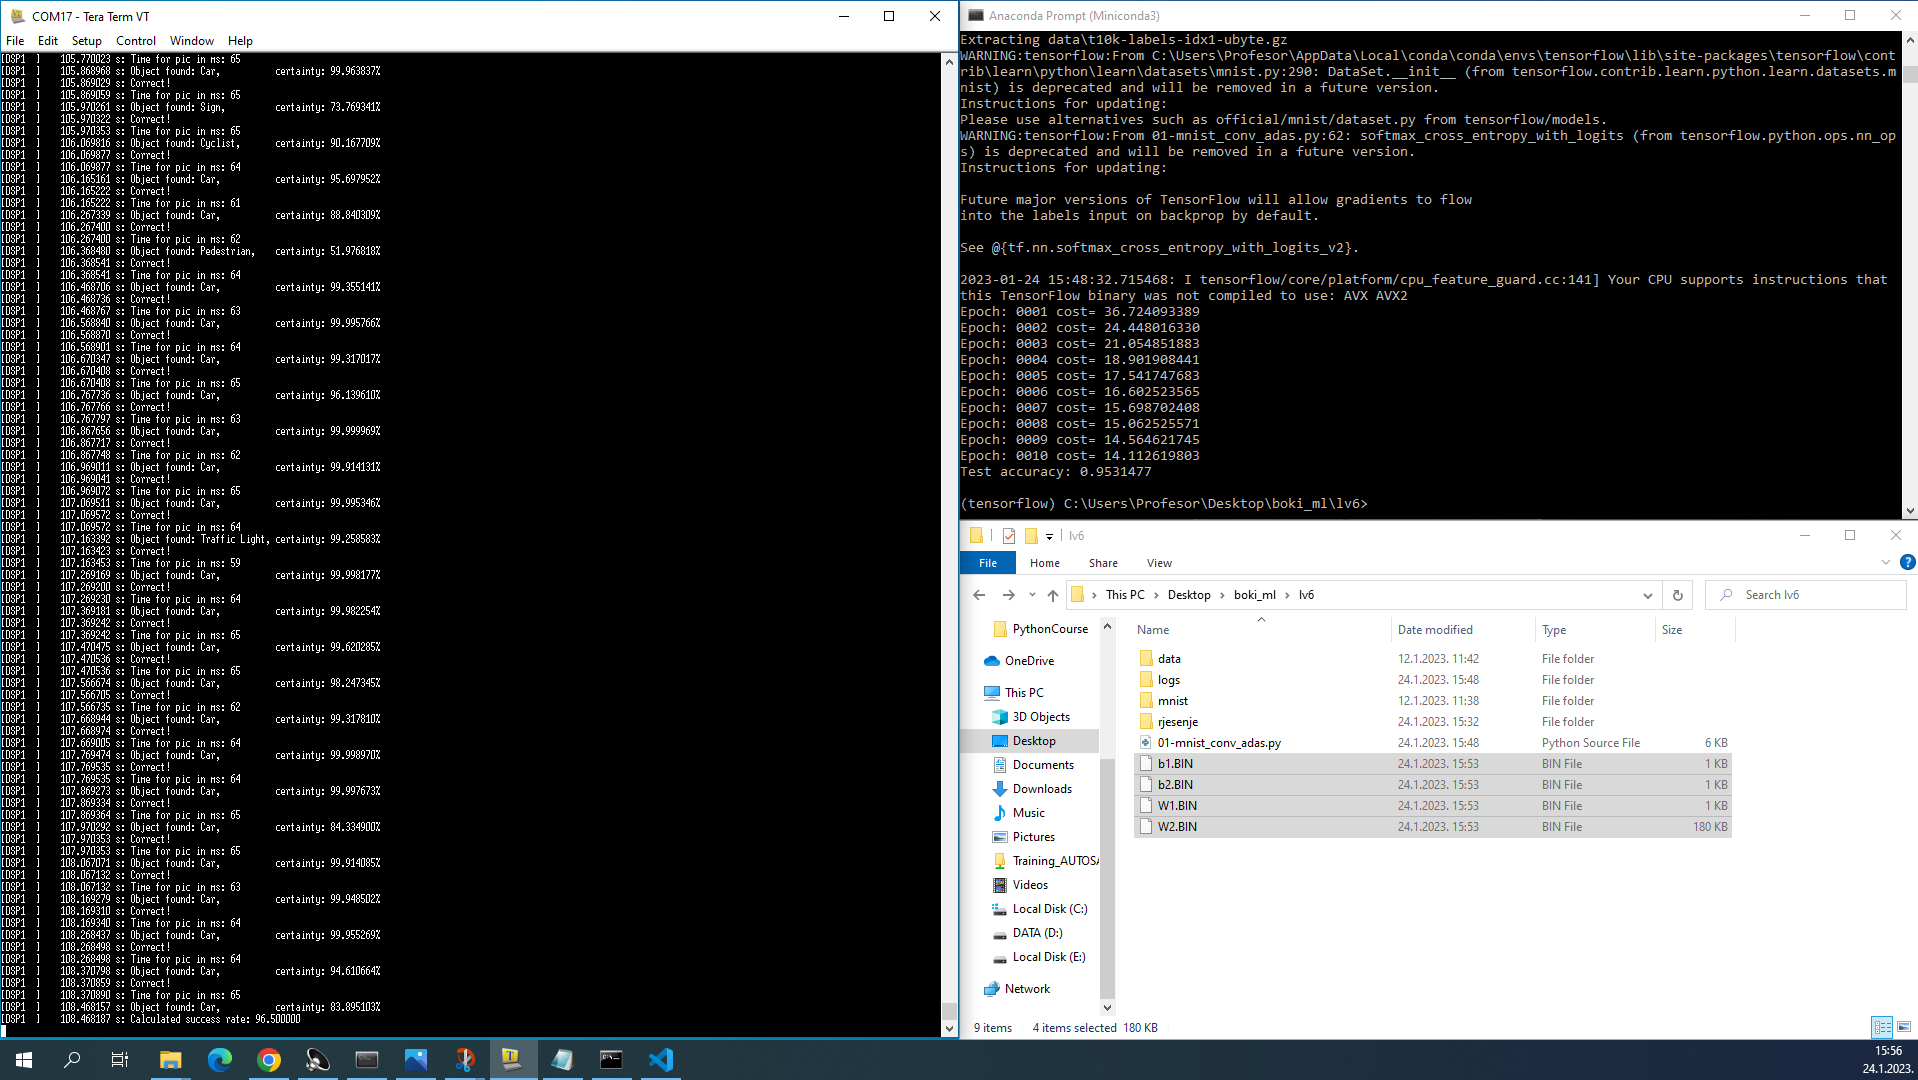 COM17 - Tera Term VT
File Edit Setup Control Window Help
[DSP1 ] 105.770023 s: Time for pic in ms: 65
[DSP1 ] 105.868968 s: Object found: Car, certainty: 99.963837%
[DSP1 ] 105.869029 s: Correct!
[DSP1 ] 105.869059 s: Time for pic in ms: 65
[DSP1 ] 105.970261 s: Object found: Sign, certainty: 73.769341%
[DSP1 ] 105.970322 s: Correct!
[DSP1 ] 105.970353 s: Time for pic in ms: 65
[DSP1 ] 106.069816 s: Object found: Cyclist, certainty: 90.167709%
[DSP1 ] 106.069877 s: Correct!
[DSP1 ] 106.069877 s: Time for pic in ms: 64
[DSP1 ] 106.165161 s: Object found: Car, certainty: 95.697952%
[DSP1 ] 106.165222 s: Correct!
[DSP1 ] 106.165222 s: Time for pic in ms: 61
[DSP1 ] 106.267339 s: Object found: Car, certainty: 88.840309%
[DSP1 ] 106.267400 s: Correct!
[DSP1 ] 106.267400 s: Time for pic in ms: 62
[DSP1 ] 106.368480 s: Object found: Pedestrian, certainty: 51.976818%
[DSP1 ] 106.368541 s: Correct!
[DSP1 ] 106.368541 s: Time for pic in ms: 64
[DSP1 ] 106.468706 s: Object found: Car, certainty: 99.355141%
[DSP1 ] 106.468736 s: Correct!
[DSP1 ] 106.468767 s: Time for pic in ms: 63
[DSP1 ] 106.568840 s: Object found: Car, certainty: 99.995766%
[DSP1 ] 106.568870 s: Correct!
[DSP1 ] 106.568901 s: Time for pic in ms: 64
[DSP1 ] 106.670347 s: Object found: Car, certainty: 99.317017%
[DSP1 ] 106.670408 s: Correct!
[DSP1 ] 106.670408 s: Time for pic in ms: 65
[DSP1 ] 106.767736 s: Object found: Car, certainty: 96.139610%
[DSP1 ] 106.767766 s: Correct!
[DSP1 ] 106.767797 s: Time for pic in ms: 63
[DSP1 ] 106.867656 s: Object found: Car, certainty: 99.999969%
[DSP1 ] 106.867717 s: Correct!
[DSP1 ] 106.867748 s: Time for pic in ms: 62
[DSP1 ] 106.969011 s: Object found: Car, certainty: 99.914131%
[DSP1 ] 106.969041 s: Correct!
[DSP1 ] 106.969072 s: Time for pic in ms: 65
[DSP1 ] 107.069511 s: Object found: Car, certainty: 99.995346%
[DSP1 ] 107.069572 s: Correct!
[DSP1 ] 107.069572 s: Time for pic in ms: 64
[DSP1 ] 107.163392 s: Object found: Traffic Light, certainty: 99.258583%
[DSP1 ] 107.163423 s: Correct!
[DSP1 ] 107.163453 s: Time for pic in ms: 59
[DSP1 ] 107.269169 s: Object found: Car, certainty: 99.998177%
[DSP1 ] 107.269200 s: Correct!
[DSP1 ] 107.269230 s: Time for pic in ms: 64
[DSP1 ] 107.369181 s: Object found: Car, certainty: 99.982254%
[DSP1 ] 107.369242 s: Correct!
[DSP1 ] 107.369242 s: Time for pic in ms: 65
[DSP1 ] 107.470475 s: Object found: Car, certainty: 99.620285%
[DSP1 ] 107.470536 s: Correct!
[DSP1 ] 107.470536 s: Time for pic in ms: 65
[DSP1 ] 107.566674 s: Object found: Car, certainty: 98.247345%
[DSP1 ] 107.566705 s: Correct!
[DSP1 ] 107.566735 s: Time for pic in ms: 62
[DSP1 ] 107.668944 s: Object found: Car, certainty: 99.317810%
[DSP1 ] 107.668974 s: Correct!
[DSP1 ] 107.669005 s: Time for pic in ms: 64
[DSP1 ] 107.769474 s: Object found: Car, certainty: 99.998970%
[DSP1 ] 107.769535 s: Correct!
[DSP1 ] 107.769535 s: Time for pic in ms: 64
[DSP1 ] 107.869273 s: Object found: Car, certainty: 99.997673%
[DSP1 ] 107.869334 s: Correct!
[DSP1 ] 107.869364 s: Time for pic in ms: 65
[DSP1 ] 107.970292 s: Object found: Car, certainty: 84.334900%
[DSP1 ] 107.970353 s: Correct!
[DSP1 ] 107.970353 s: Time for pic in ms: 65
[DSP1 ] 108.067071 s: Object found: Car, certainty: 99.914085%
[DSP1 ] 108.067132 s: Correct!
[DSP1 ] 108.067132 s: Time for pic in ms: 63
[DSP1 ] 108.169279 s: Object found: Car, certainty: 99.948502%
[DSP1 ] 108.169310 s: Correct!
[DSP1 ] 108.169340 s: Time for pic in ms: 64
[DSP1 ] 108.268437 s: Object found: Car, certainty: 99.955269%
[DSP1 ] 108.268498 s: Correct!
[DSP1 ] 108.268498 s: Time for pic in ms: 64
[DSP1 ] 108.370798 s: Object found: Car, certainty: 94.610664%
[DSP1 ] 108.370859 s: Correct!
[DSP1 ] 108.370890 s: Time for pic in ms: 65
[DSP1 ] 108.468157 s: Object found: Car, certainty: 83.895103%
[DSP1 ] 108.468187 s: Calculated success rate: 96.500000
Anaconda Prompt (Miniconda3)
Extracting data\t10k-labels-idx1-ubyte.gz
WARNING:tensorflow:From C:\Users\Profesor\AppData\Local\conda\conda\envs\tensorflow\lib\site-packages\tensorflow\cont
rib\learn\python\learn\datasets\mnist.py:290: DataSet.__init__ (from tensorflow.contrib.learn.python.learn.datasets.m
nist) is deprecated and will be removed in a future version.
Instructions for updating:
Please use alternatives such as official/mnist/dataset.py from tensorflow/models.
WARNING:tensorflow:From 01-mnist_conv_adas.py:62: softmax_cross_entropy_with_logits (from tensorflow.python.ops.nn_op
s) is deprecated and will be removed in a future version.
Instructions for updating:
Future major versions of TensorFlow will allow gradients to flow
into the labels input on backprop by default.
See @{tf.nn.softmax_cross_entropy_with_logits_v2}.
2023-01-24 15:48:32.715468: I tensorflow/core/platform/cpu_feature_guard.cc:141] Your CPU supports instructions that
this TensorFlow binary was not compiled to use: AVX AVX2
Epoch: 0001 cost= 36.724093389
Epoch: 0002 cost= 24.448016330
Epoch: 0003 cost= 21.054851883
Epoch: 0004 cost= 18.901908441
Epoch: 0005 cost= 17.541747683
Epoch: 0006 cost= 16.602523565
Epoch: 0007 cost= 15.698702408
Epoch: 0008 cost= 15.062525571
Epoch: 0009 cost= 14.564621745
Epoch: 0010 cost= 14.112619803
Test accuracy: 0.9531477
(tensorflow) C:\Users\Profesor\Desktop\boki_ml\lv6>
lv6
File Home Share View
This PC > Desktop > boki_ml > lv6
Search lv6
PythonCourse
OneDrive
This PC
3D Objects
Desktop
Documents
Downloads
Music
Pictures
Training_AUTOSA
Videos
Local Disk (C:)
DATA (D:)
Local Disk (E:)
Network
Name Date modified Type Size
data 12.1.2023. 11:42 File folder
logs 24.1.2023. 15:48 File folder
mnist 12.1.2023. 11:38 File folder
rjesenje 24.1.2023. 15:32 File folder
01-mnist_conv_adas.py 24.1.2023. 15:48 Python Source File 6 KB
b1.BIN 24.1.2023. 15:53 BIN File 1 KB
b2.BIN 24.1.2023. 15:53 BIN File 1 KB
W1.BIN 24.1.2023. 15:53 BIN File 1 KB
W2.BIN 24.1.2023. 15:53 BIN File 180 KB
9 items 4 items selected 180 KB
15:56
24.1.2023.